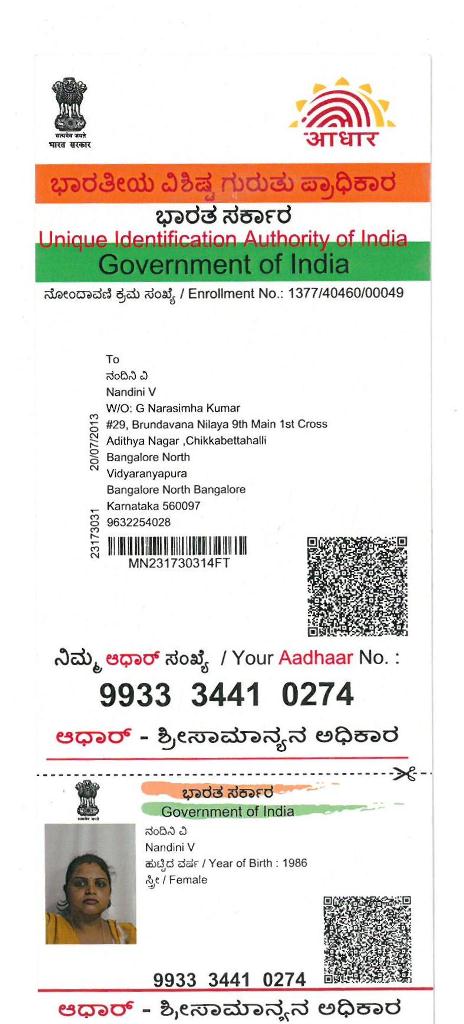 सत्यमेव जयते
भारत सरकार
आधार
ಭಾರತೀಯ ವಿಶಿಷ್ಟ ಗುರುತು ಪ್ರಾಧಿಕಾರ
ಭಾರತ ಸರ್ಕಾರ
Unique Identification Authority of India
Government of India
ನೋಂದಾವಣಿ ಕ್ರಮ ಸಂಖ್ಯೆ / Enrollment No.: 1377/40460/00049
To
ನಂದಿನಿ ವಿ
Nandini V
W/O: G Narasimha Kumar
#29, Brundavana Nilaya 9th Main 1st Cross
Adithya Nagar ,Chikkabettahalli
Bangalore North
Vidyaranyapura
Bangalore North Bangalore
Karnataka 560097
9632254028
23173031 20/07/2013
MN231730314FT
ನಿಮ್ಮ ಆಧಾರ್ ಸಂಖ್ಯೆ / Your Aadhaar No. :
9933 3441 0274
ಆಧಾರ್ - ಶ್ರೀಸಾಮಾನ್ಯನ ಅಧಿಕಾರ
ಭಾರತ ಸರ್ಕಾರ
Government of India
ನಂದಿನಿ ವಿ
Nandini V
ಹುಟ್ಟಿದ ವರ್ಷ / Year of Birth : 1986
ಸ್ತ್ರೀ / Female
9933 3441 0274
ಆಧಾರ್ - ಶ್ರೀಸಾಮಾನ್ಯನ ಅಧಿಕಾರ